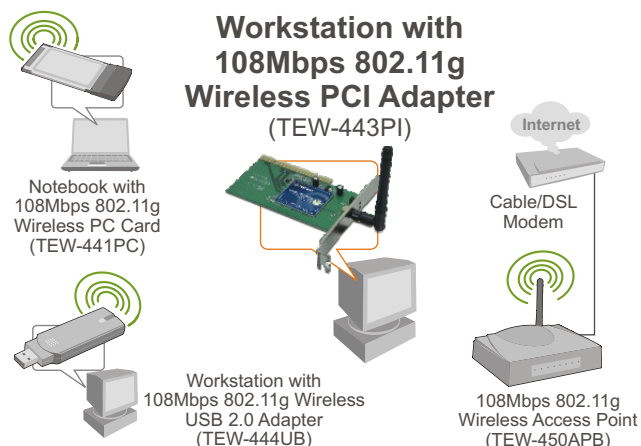 Workstation with
108Mbps 802.11g
Wireless PCI Adapter
(TEW-443PI)
Notebook with
108Mbps 802.11g
Wireless PC Card
(TEW-441PC)
Internet
Cable/DSL
Modem
Workstation with
108Mbps 802.11g Wireless
USB 2.0 Adapter
(TEW-444UB)
108Mbps 802.11g
Wireless Access Point
(TEW-450APB)